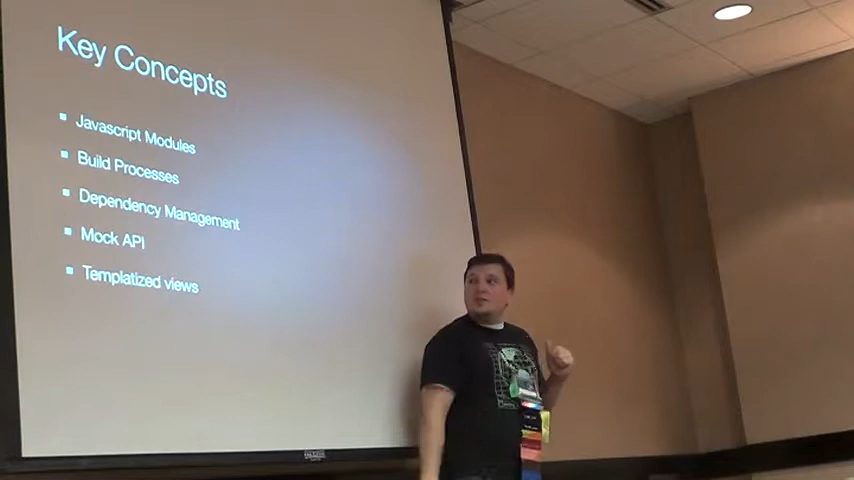 Key Concepts
Javascript Modules
Build Processes
Dependency Management
Mock API
Templatized views